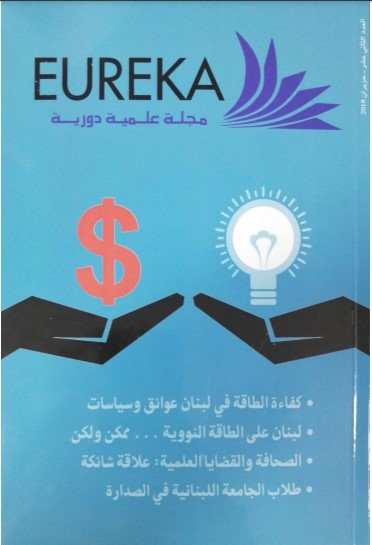 العدد الثاني عشر - حزيران 2018
EUREKA
مجلة علمية دورية
$
• كفاءة الطاقة في لبنان عوائق وسياسات
• لبنان على الطاقة النووية ... ممكن ولكن
• الصحافة والقضايا العلمية: علاقة شائكة
• طلاب الجامعة اللبنانية في الصدارة